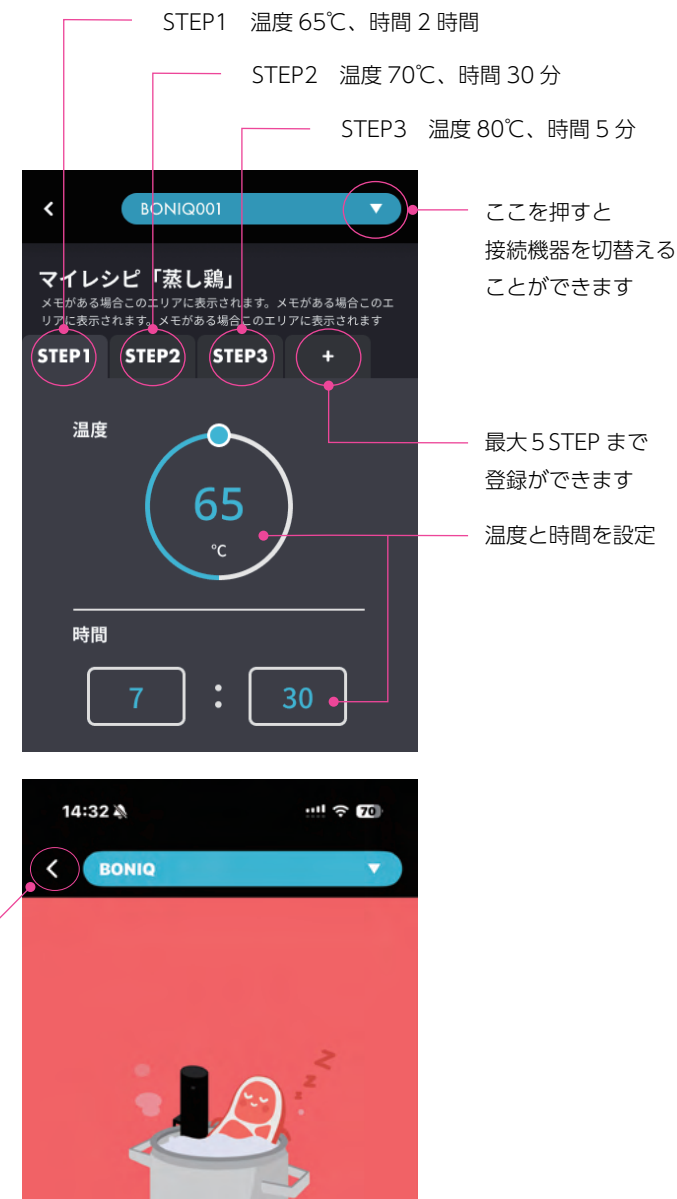 STEP1　温度 65℃、時間 2 時間
STEP2　温度 70℃、時間 30 分
STEP3　温度 80℃、時間 5 分
BONIQ001
ここを押すと
接続機器を切替える
ことができます
マイレシピ「蒸し鶏」
メモがある場合このエリアに表示されます。メモがある場合このエ
リアに表示されます。メモがある場合このエリアに表示されます
STEP1 STEP2 STEP3 +
最大５STEP まで
登録ができます
温度
65
℃
温度と時間を設定
時間
7 : 30
14:32 70
BONIQ
z z z Z